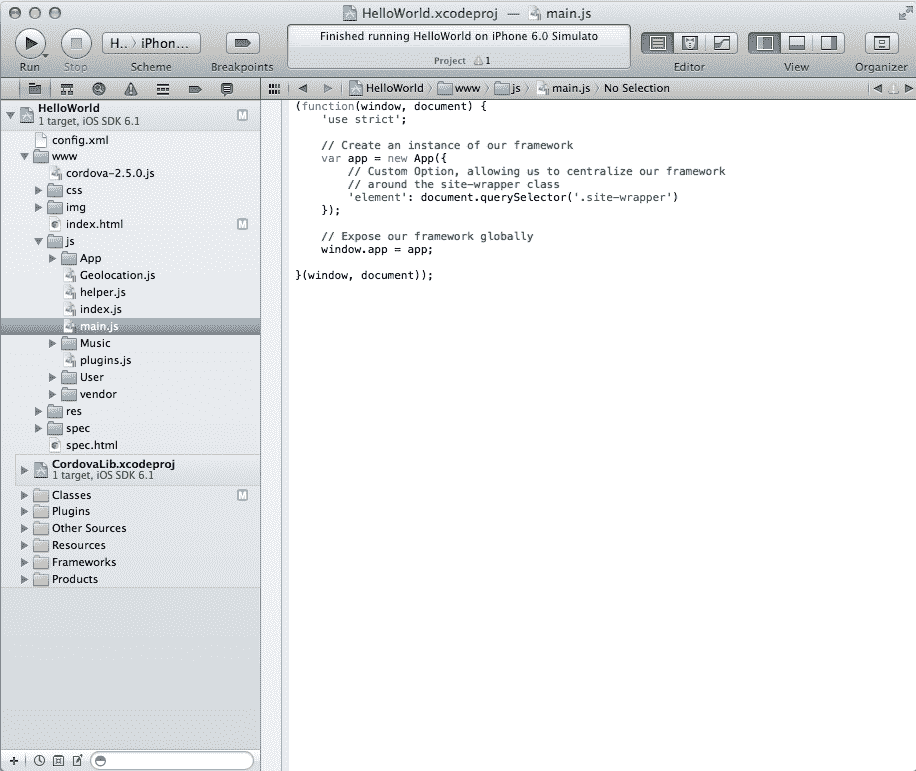 HelloWorld.xcodeproj — main.js
Run
Stop
H.. › iPhon...
Scheme
Breakpoints
Finished running HelloWorld on iPhone 6.0 Simulato
Project 1
Editor
View
Organizer
HelloWorld › www › js › main.js › No Selection
HelloWorld M
1 target, iOS SDK 6.1
config.xml
www
cordova-2.5.0.js
css
img
index.html M
js
App
Geolocation.js
helper.js
index.js
main.js
Music
plugins.js
User
vendor
res
spec
spec.html
CordovaLib.xcodeproj
1 target, iOS SDK 6.1
Classes M
Plugins
Other Sources
Resources
Frameworks
Products
(function(window, document) {
'use strict';
// Create an instance of our framework
var app = new App({
// Custom Option, allowing us to centralize our framework
// around the site-wrapper class
'element': document.querySelector('.site-wrapper')
});
// Expose our framework globally
window.app = app;
}(window, document));